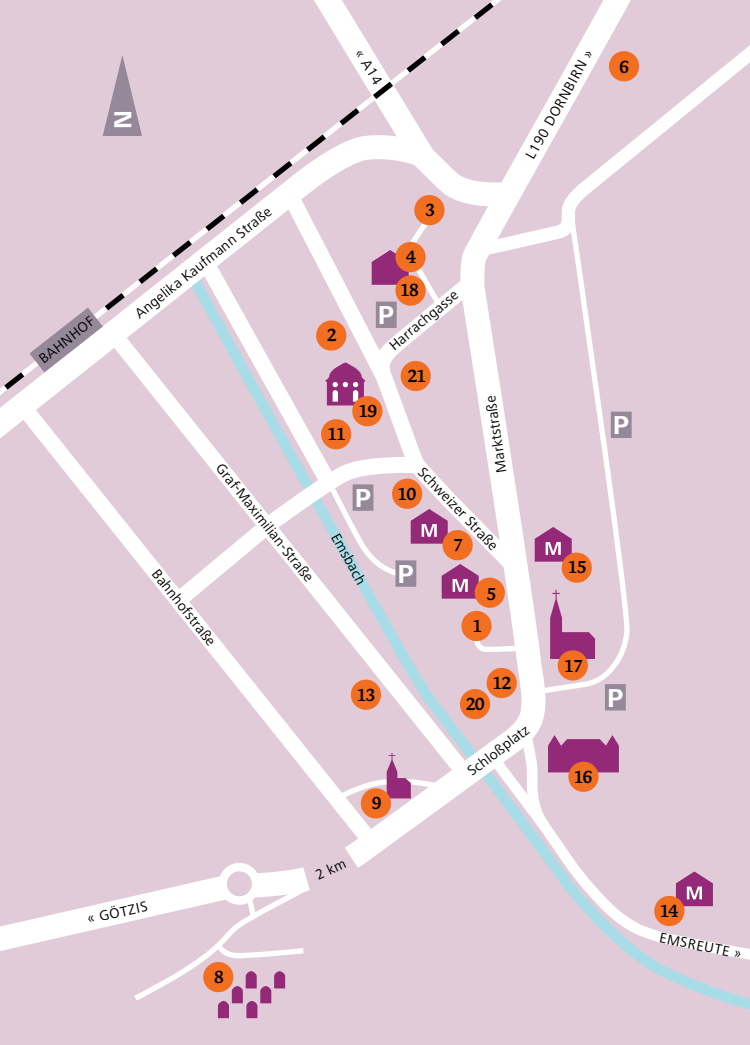 « A14
L190 DORNBIRN »
6
N
3
Angelika Kaufmann Straße
4
18
P
Harrachgasse
BAHNHOF
2
21
19
11
Marktstraße
P
Schweizer Straße
10
P
M
7
M
15
Graf-Maximilian-Straße
Emsbach
P
M
5
Bahnhofstraße
1
17
12
13
20
P
Schloßplatz
16
9
2 km
M
14
« GÖTZIS
EMSREUTE »
8